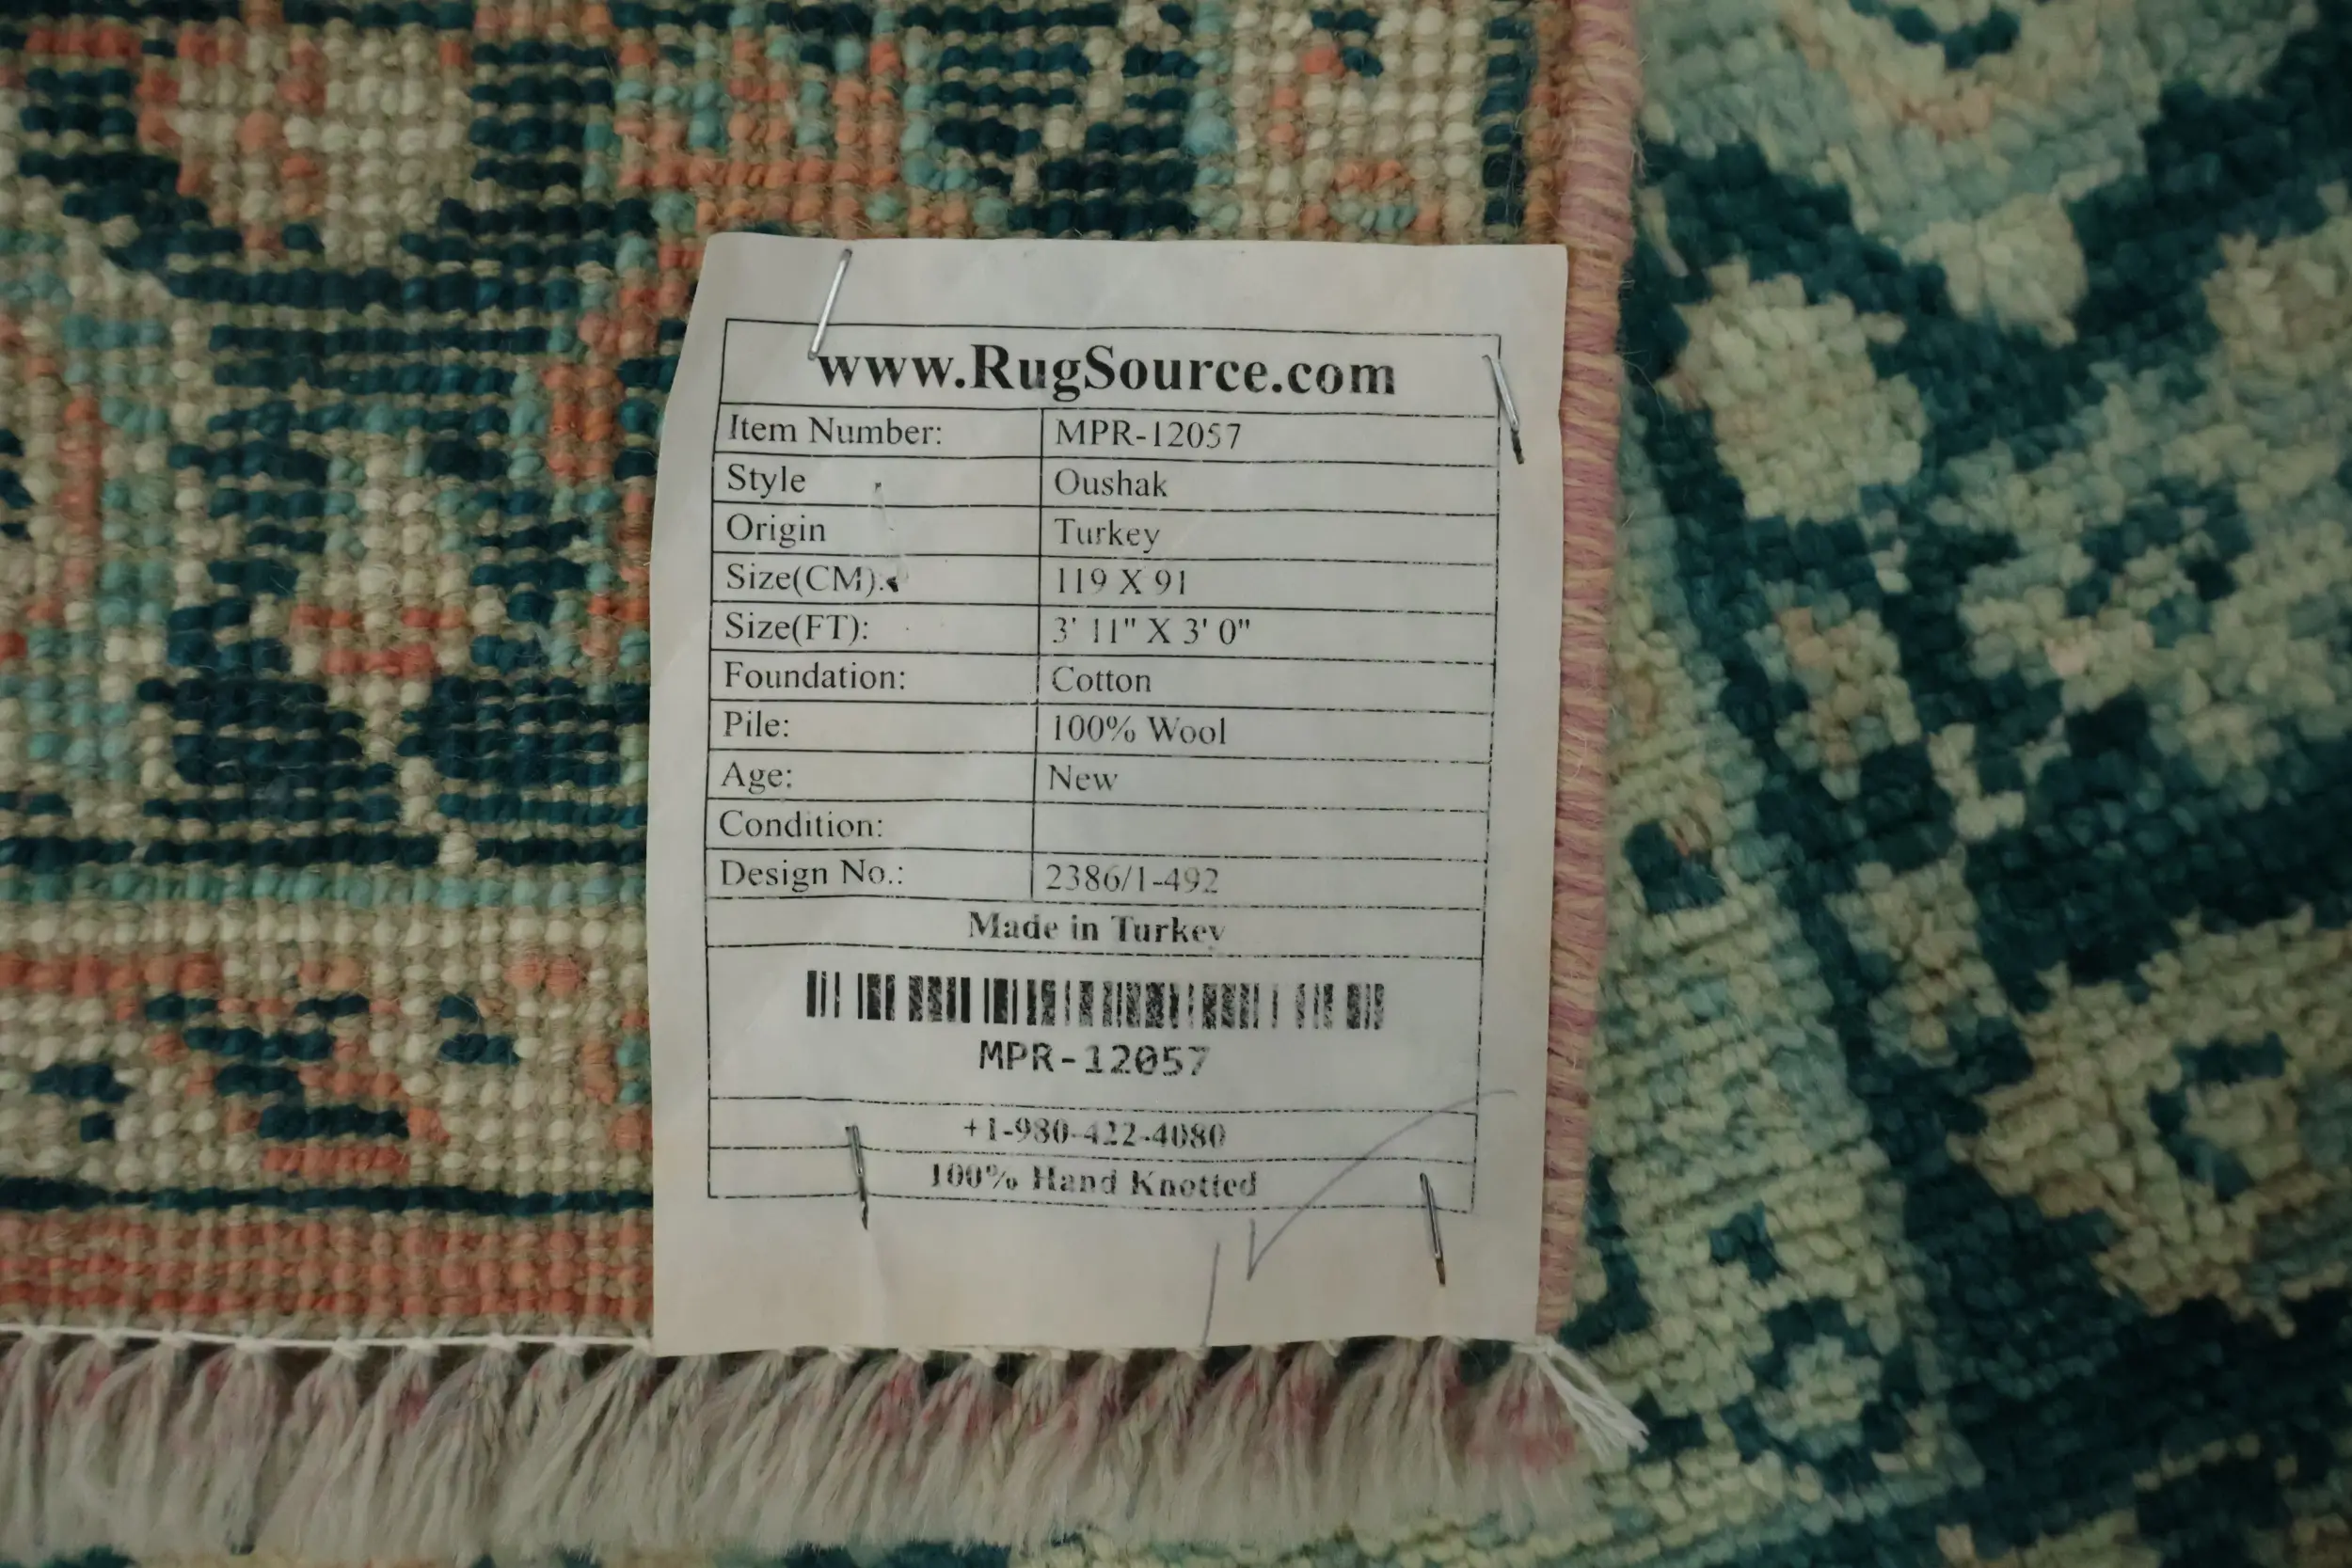 www.RugSource.com
Item Number: MPR-12057
Style Oushak
Origin Turkey
Size(CM): 119 X 91
Size(FT): 3' 11" X 3' 0"
Foundation: Cotton
Pile: 100% Wool
Age: New
Condition:
Design No.: 2386/1-492
Made in Turkey
MPR-12057
+1-980-422-4080
100% Hand Knotted